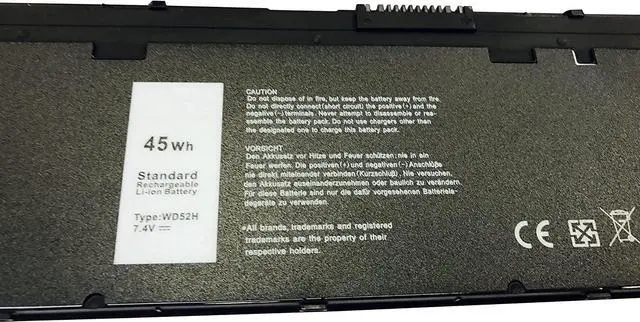 45Wh
Standard
Rechargeable
Li-ion Battery
Type:WD52H
7.4V
CAUTION
Do not dispose of in fire, but keep the battery away from fire.
Do not directly connect(short circuit) the positive(+) and the
negative(-)terminals. Never attempt to disassemble or rea-
ssemble the battery pack. Do not use chargers other than
the designated one to charge this battery pack.
VORSICHT
Den Akkusatz vor Hitze und Feuer schützen: nie in ein
Feuer werfen. Die positiven(+) und negativen(-)Anschlüße
nie direkt miteinander verbinden(Kurzschluß). Nie versuchen,
den Akkusatz auseinanderzunehmen oder baulich zu verändern.
Für diese Batterie sind nur die dafür vorgesehenen Batteriela-
degeräte zu verwenden.
•All brands, trademarks and registered
trademarks are the property of their
respective holders.
CE